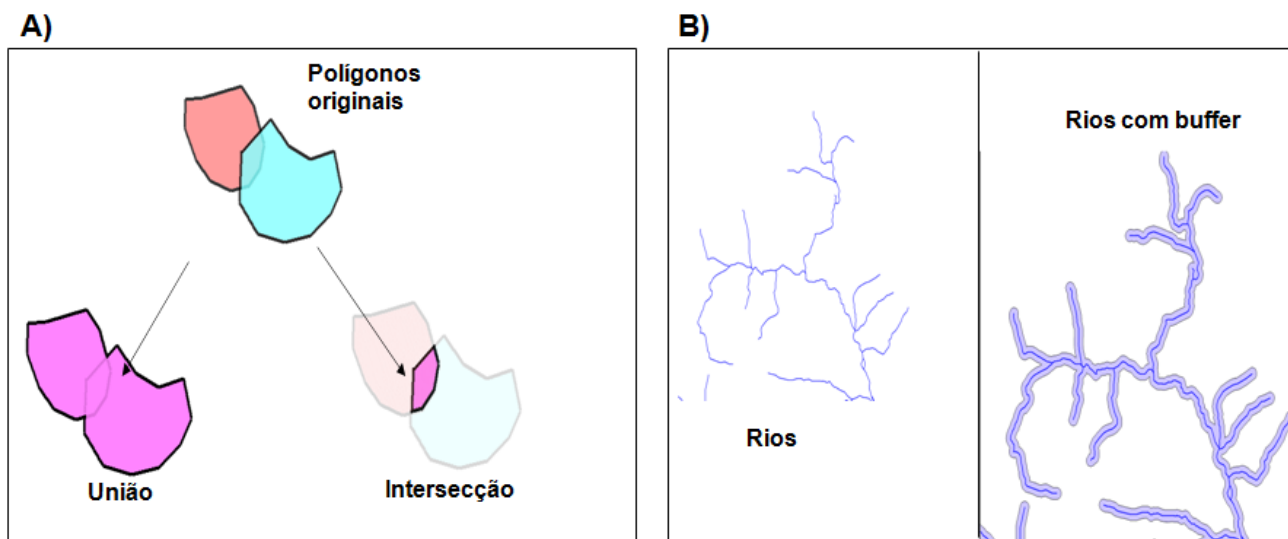 A)
Polígonos
originais
União
Intersecção
B)
Rios
Rios com buffer